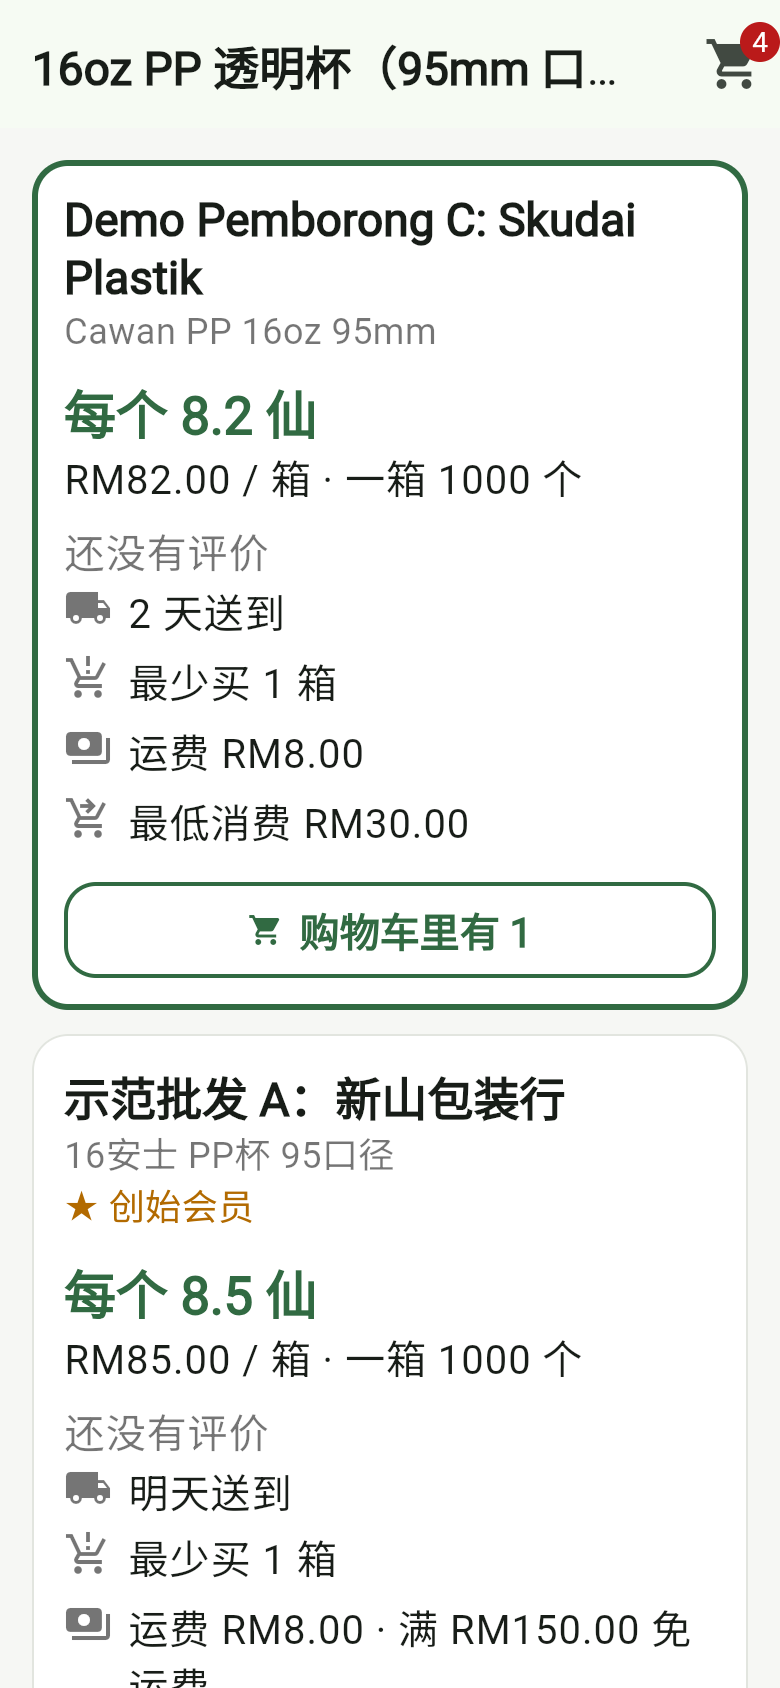 16oz PP 透明杯（95mm 口...
4
Demo Pemborong C: Skudai
Plastik
Cawan PP 16oz 95mm
每个 8.2 仙
RM82.00 / 箱 · 一箱 1000 个
还没有评价
2 天送到
最少买 1 箱
运费 RM8.00
最低消费 RM30.00
购物车里有 1
示范批发 A：新山包装行
16安士 PP杯 95口径
★ 创始会员
每个 8.5 仙
RM85.00 / 箱 · 一箱 1000 个
还没有评价
明天送到
最少买 1 箱
运费 RM8.00 · 满 RM150.00 免
运费